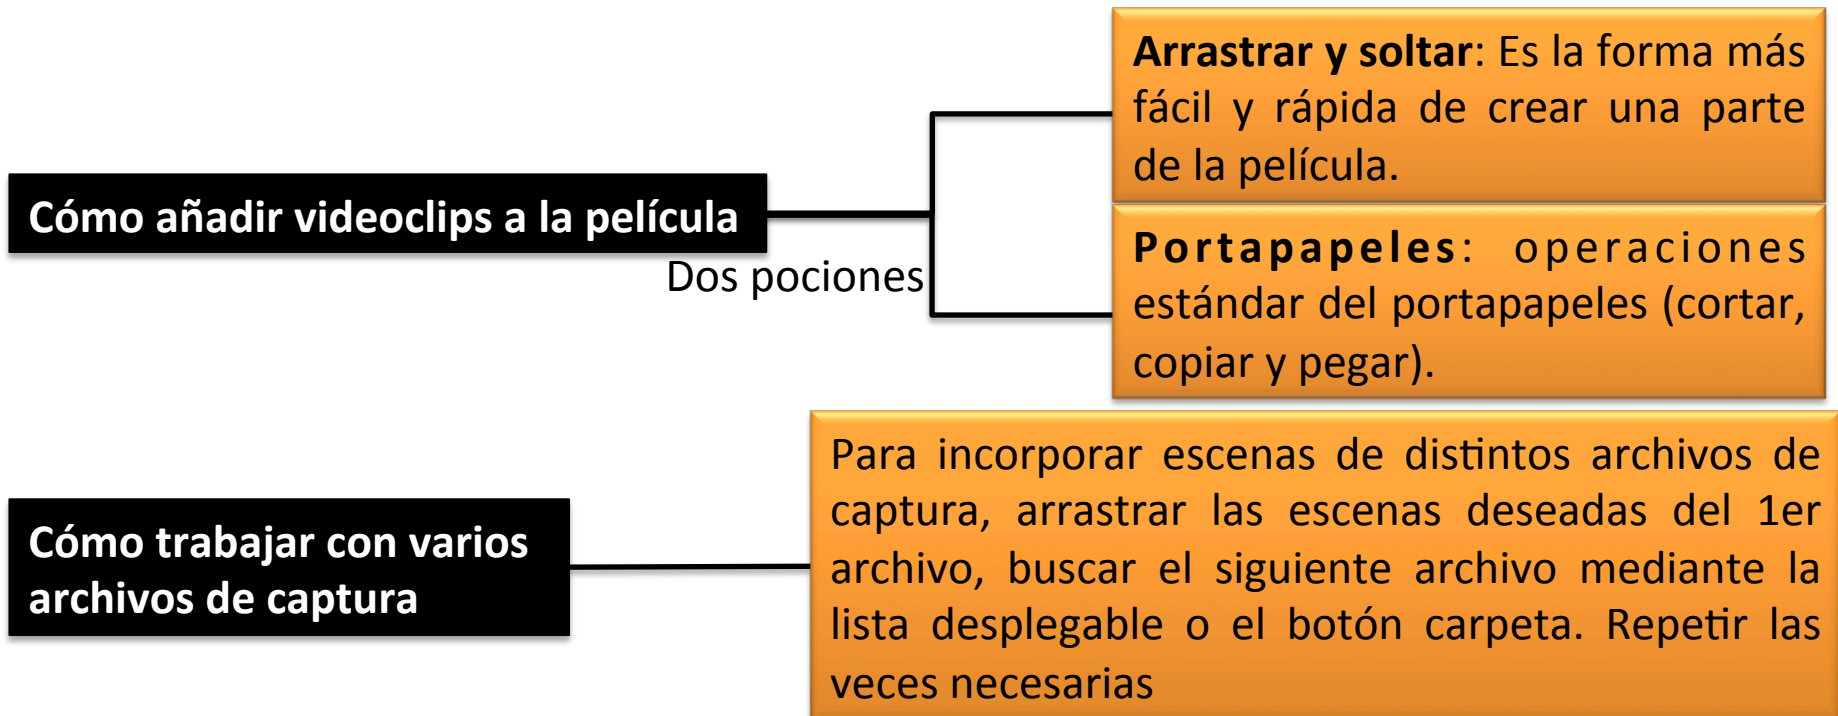 Cómo añadir videoclips a la película
Dos pociones
Arrastrar y soltar: Es la forma más
fácil y rápida de crear una parte
de la película.
Portapapeles: operaciones
estándar del portapapeles (cortar,
copiar y pegar).
Cómo trabajar con varios
archivos de captura
Para incorporar escenas de distintos archivos de
captura, arrastrar las escenas deseadas del 1er
archivo, buscar el siguiente archivo mediante la
lista desplegable o el botón carpeta. Repetir las
veces necesarias